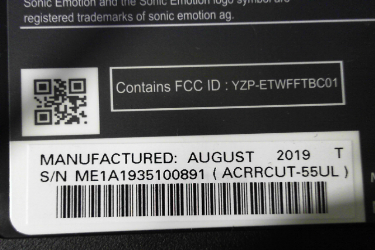 Sonic Emotion and the Sonic Emotion logo symbol are
registered trademarks of sonic emotion ag.
Contains FCC ID : YZP-ETWFFTBC01
MANUFACTURED: AUGUST 2019 T
S/N ME1A1935100891 ( ACRRCUT-55UL )